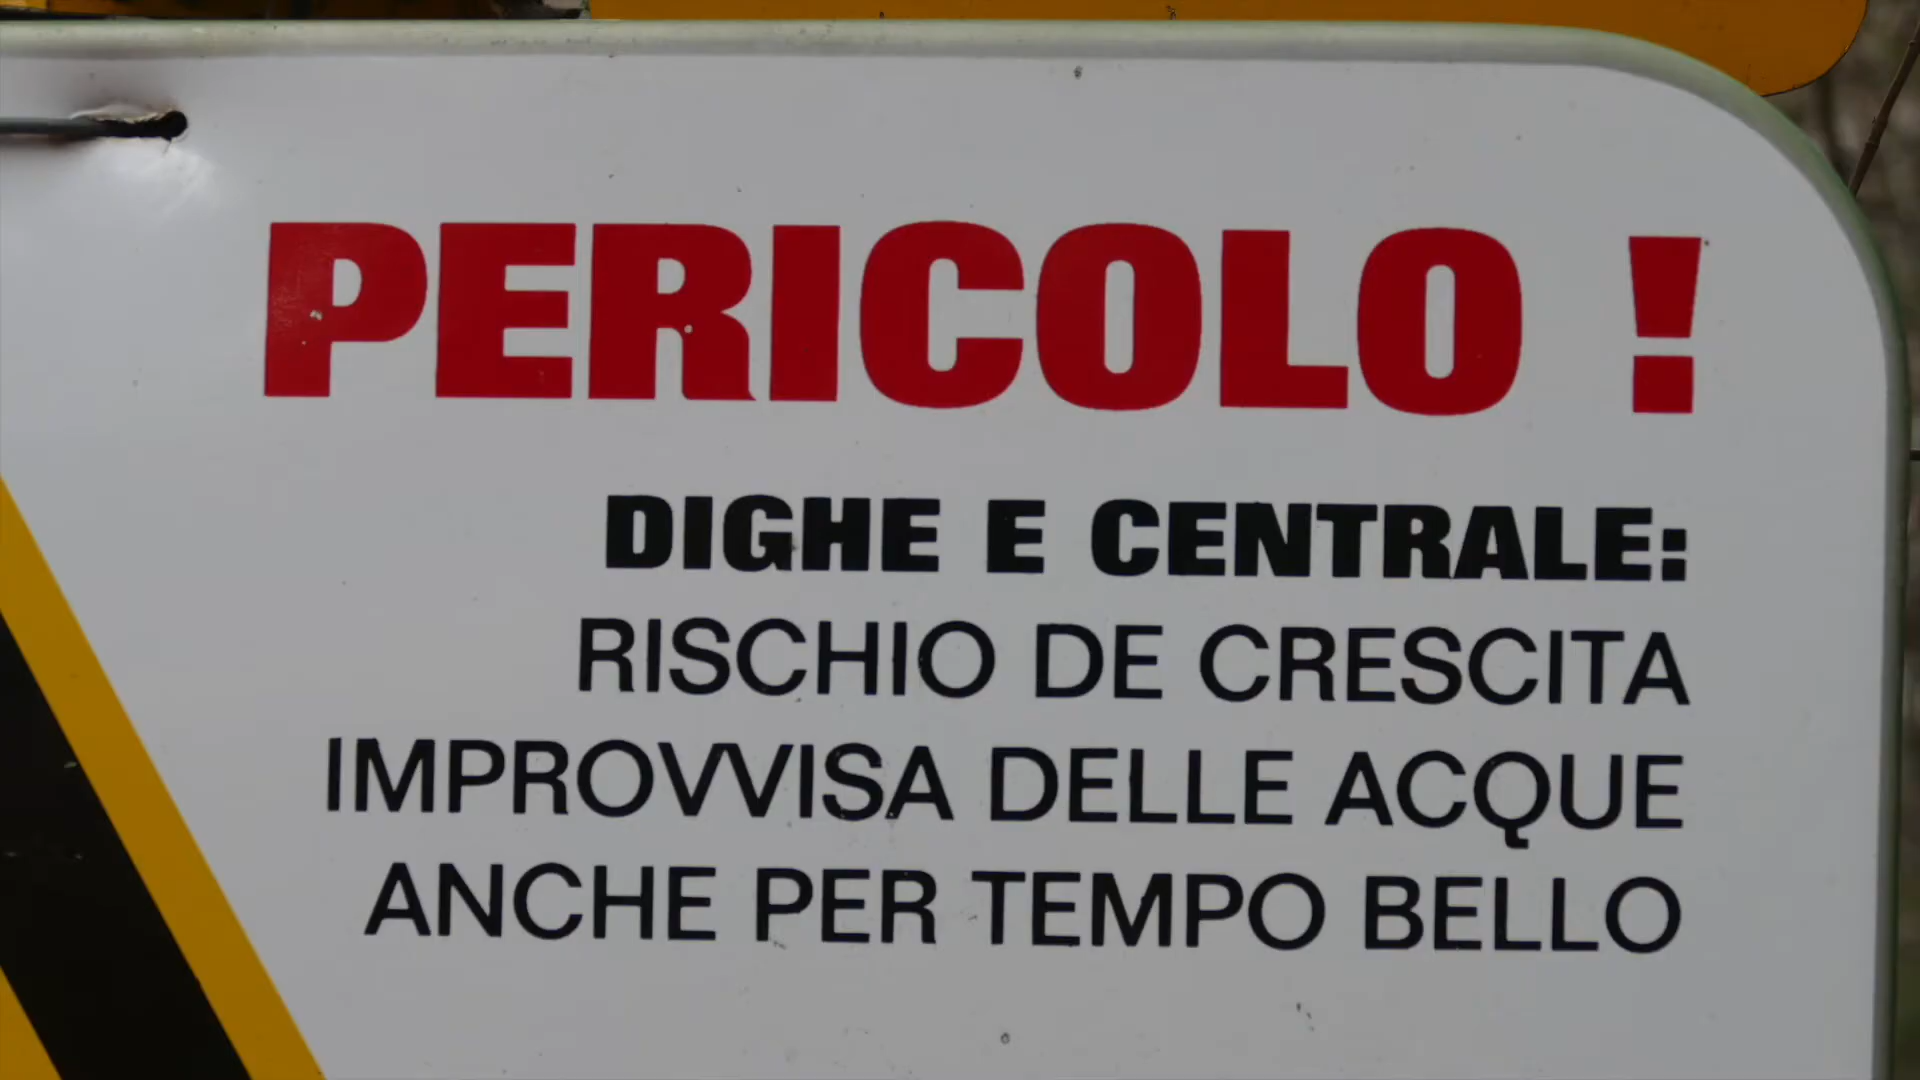 PERICOLO !
DIGHE E CENTRALE:
RISCHIO DE CRESCITA
IMPROVVISA DELLE ACQUE
ANCHE PER TEMPO BELLO